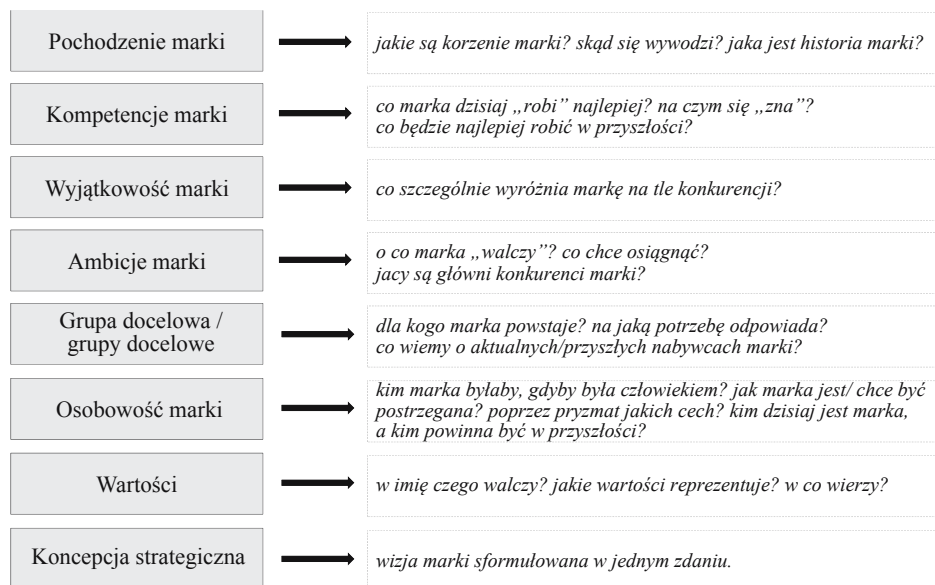 Pochodzenie marki
jakie są korzenie marki? skąd się wywodzi? jaka jest historia marki?
Kompetencje marki
co marka dzisiaj „robi” najlepiej? na czym się „zna”?
co będzie najlepiej robić w przyszłości?
Wyjątkowość marki
co szczególnie wyróżnia markę na tle konkurencji?
Ambicje marki
o co marka „walczy”? co chce osiągnąć?
jacy są główni konkurenci marki?
Grupa docelowa /
grupy docelowe
dla kogo marka powstaje? na jaką potrzebę odpowiada?
co wiemy o aktualnych/przyszłych nabywcach marki?
Osobowość marki
kim marka byłaby, gdyby była człowiekiem? jak marka jest/ chce być
postrzegana? poprzez pryzmat jakich cech? kim dzisiaj jest marka,
a kim powinna być w przyszłości?
Wartości
w imię czego walczy? jakie wartości reprezentuje? w co wierzy?
Koncepcja strategiczna
wizja marki sformułowana w jednym zdaniu.